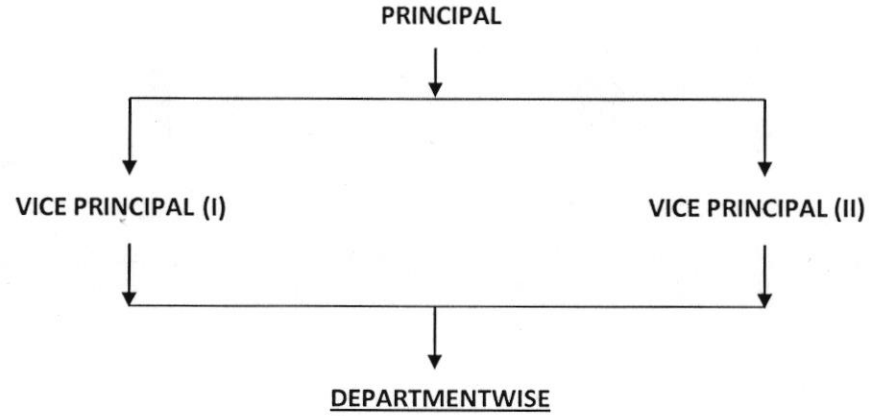 PRINCIPAL
VICE PRINCIPAL (I) VICE PRINCIPAL (II)
DEPARTMENTWISE